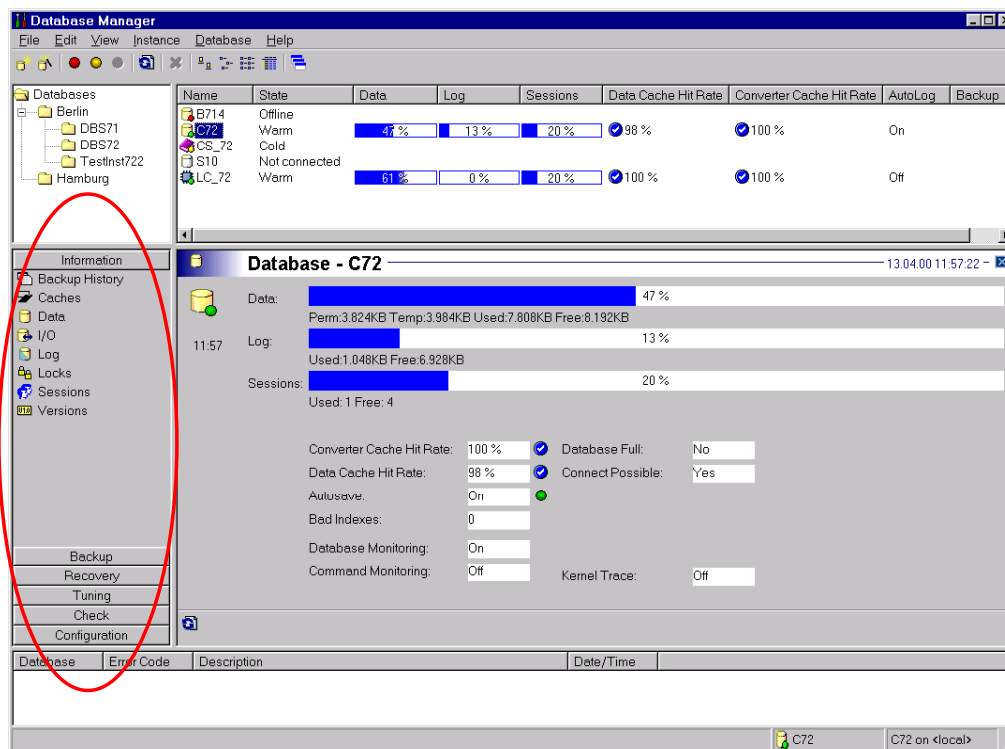 Database Manager
File Edit View Instance Database Help
Databases
Berlin
DBS71
DBS72
TestInst722
Hamburg
Name State Data Log Sessions Data Cache Hit Rate Converter Cache Hit Rate AutoLog Backup
B714 Offline
C72 Warm 47 % 13 % 20 % 98 % 100 % On
CS_72 Cold
S10 Not connected
LC_72 Warm 61 % 0 % 20 % 100 % 100 % Off
Information
Backup History
Caches
Data
I/O
Log
Locks
Sessions
Versions
Backup
Recovery
Tuning
Check
Configuration
Database - C72 13.04.00 11:57:22
Data: 47 %
Perm:3.824KB Temp:3.984KB Used:7.808KB Free:8.192KB
11:57
Log: 13 %
Used:1.048KB Free:6.928KB
Sessions: 20 %
Used: 1 Free: 4
Converter Cache Hit Rate: 100 % Database Full: No
Data Cache Hit Rate: 98 % Connect Possible: Yes
Autosave: On
Bad Indexes: 0
Database Monitoring: On
Command Monitoring: Off Kernel Trace: Off
Database Error Code Description Date/Time
C72 C72 on <local>